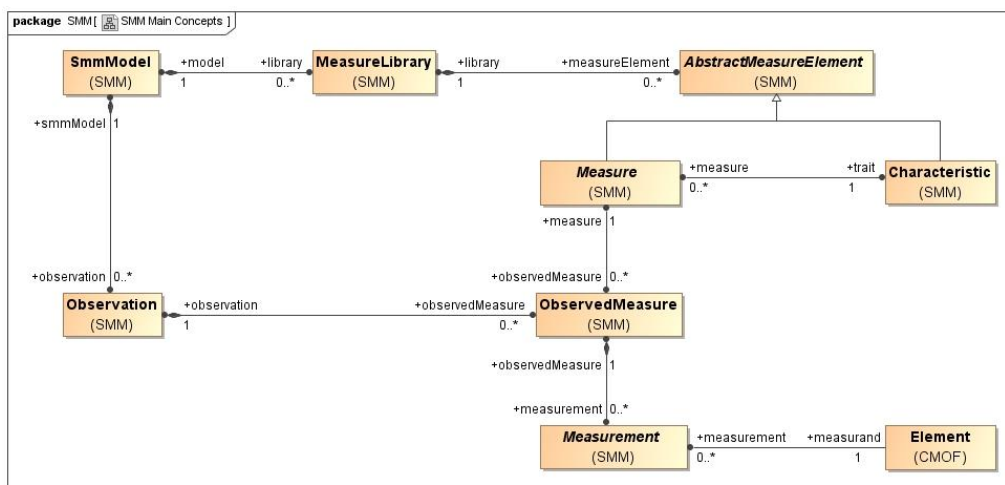 package SMM [ SMM Main Concepts ]
SmmModel
(SMM)
+model
1
+library
0..*
MeasureLibrary
(SMM)
+library
1
+measureElement
0..*
AbstractMeasureElement
(SMM)
+smmModel 1
Measure
(SMM)
+measure
0..*
+trait
1
Characteristic
(SMM)
+measure 1
+observation 0..*
+observedMeasure 0..*
Observation
(SMM)
+observation
1
+observedMeasure
0..*
ObservedMeasure
(SMM)
+observedMeasure 1
+measurement 0..*
Measurement
(SMM)
+measurement
0..*
+measurand
1
Element
(CMOF)